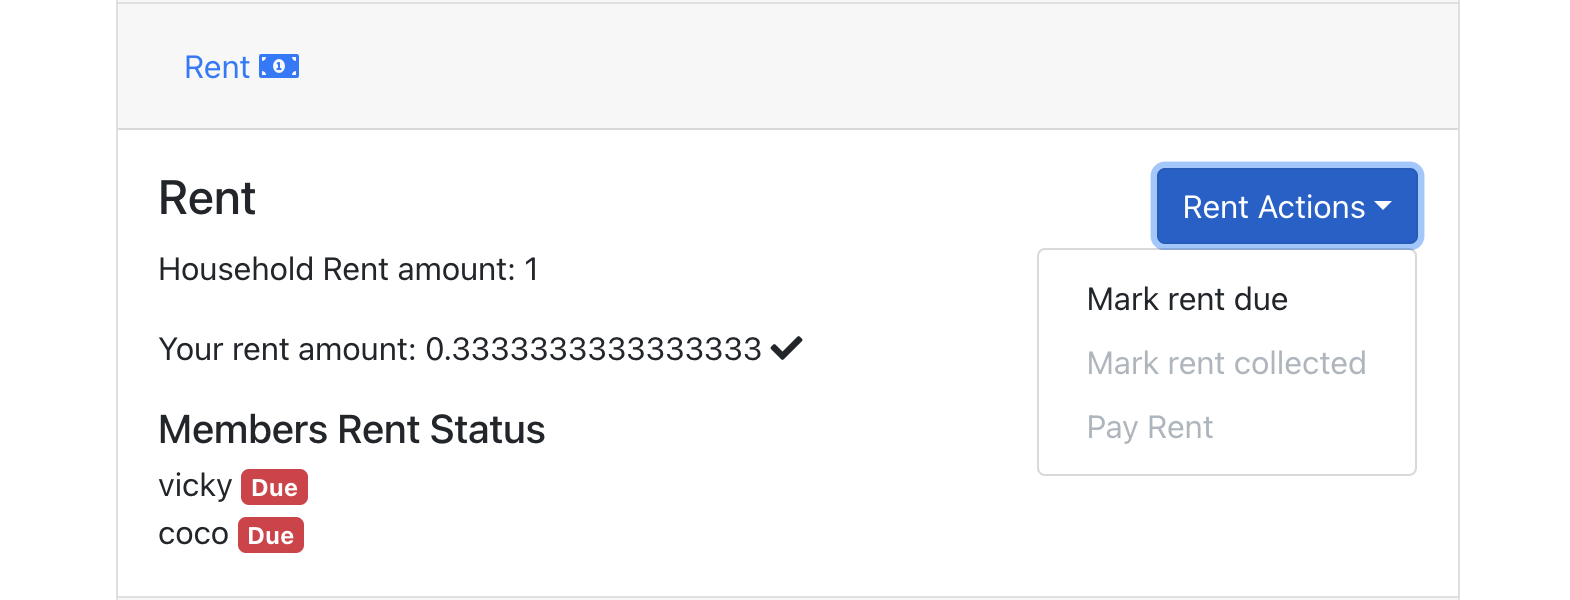 Rent
Rent
Rent Actions
Household Rent amount: 1
Mark rent due
Your rent amount: 0.3333333333333333
Mark rent collected
Pay Rent
Members Rent Status
vicky Due
coco Due